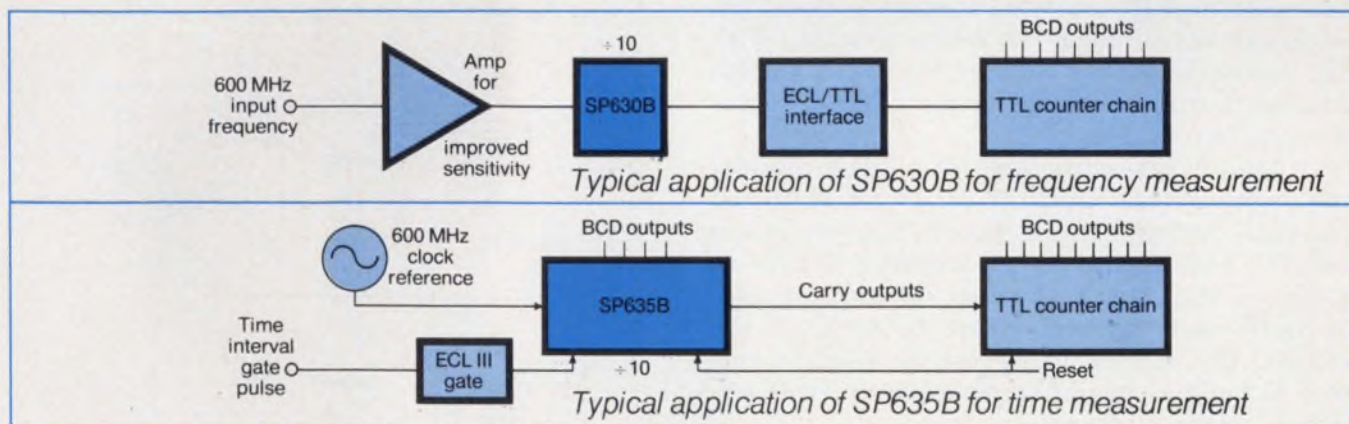 600 MHz
input
frequency
Amp
for
improved
sensitivity
÷10
SP630B
ECL/TTL
interface
BCD outputs
TTL counter chain
Typical application of SP630B for frequency measurement
600 MHz
clock
reference
Time
interval
gate
pulse
ECL III
gate
BCD outputs
SP635B
÷10
Carry outputs
BCD outputs
TTL counter chain
Reset
Typical application of SP635B for time measurement